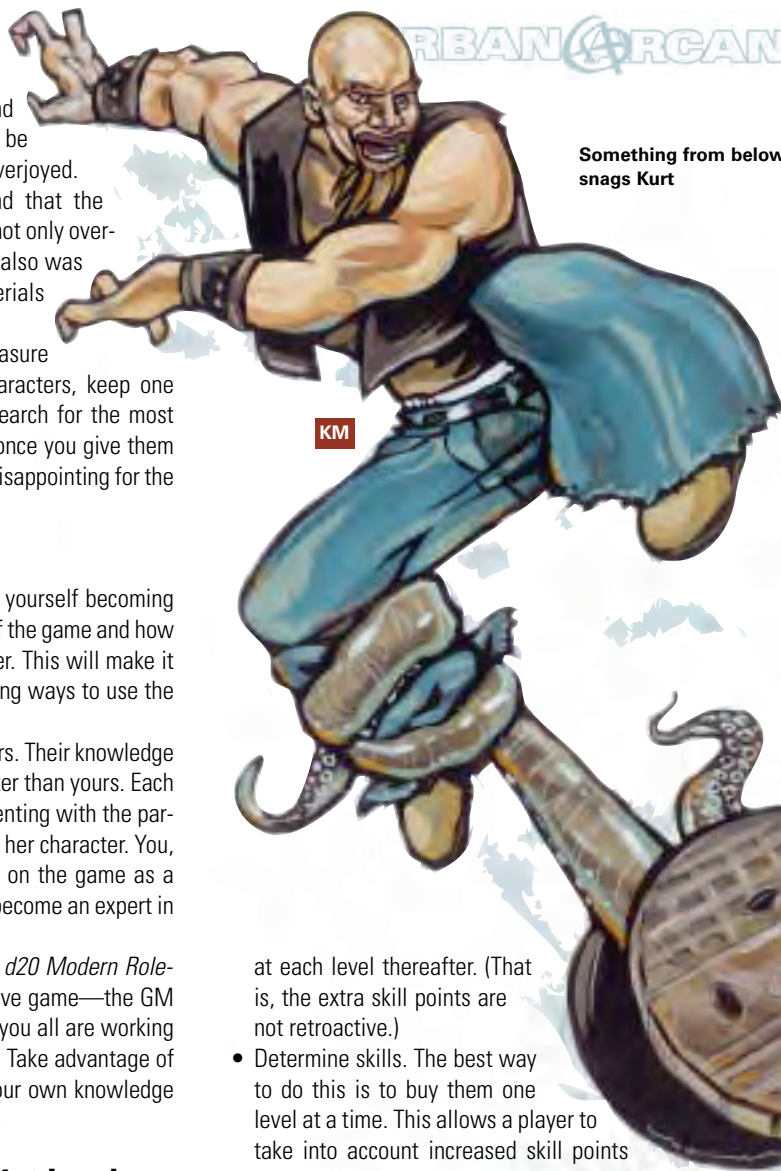 RBAN ARCAN
be
verjoyed.
nd that the
not only over-
also was
erials
asure
aracters, keep one
earch for the most
once you give them
isappointing for the
Something from below
snags Kurt
KM
yourself becoming
f the game and how
er. This will make it
ng ways to use the
rs. Their knowledge
ter than yours. Each
enting with the par-
her character. You,
on the game as a
become an expert in
d20 Modern Role-
ve game—the GM
you all are working
Take advantage of
our own knowledge
at each level thereafter. (That
is, the extra skill points are
not retroactive.)
• Determine skills. The best way
to do this is to buy them one
level at a time. This allows a player to
take into account increased skill points